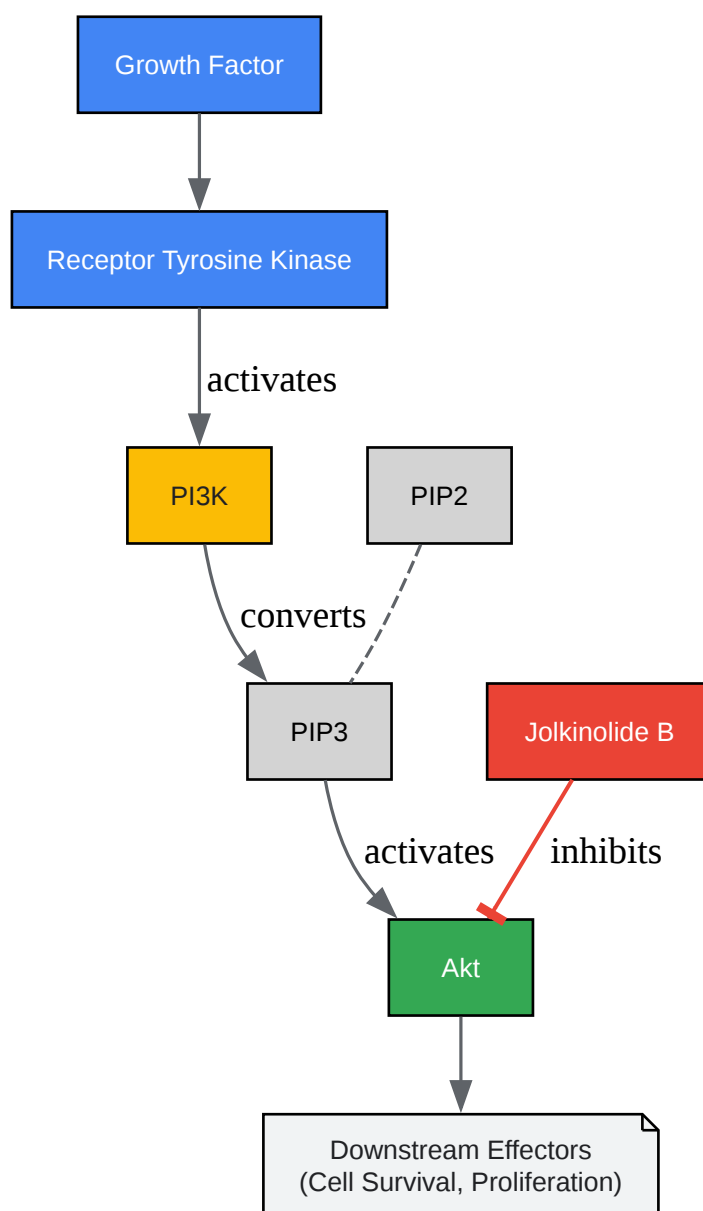 Growth Factor
Receptor Tyrosine Kinase
activates
PI3K
PIP2
converts
PIP3
Jolkinolide B
activates
inhibits
Akt
Downstream Effectors
(Cell Survival, Proliferation)